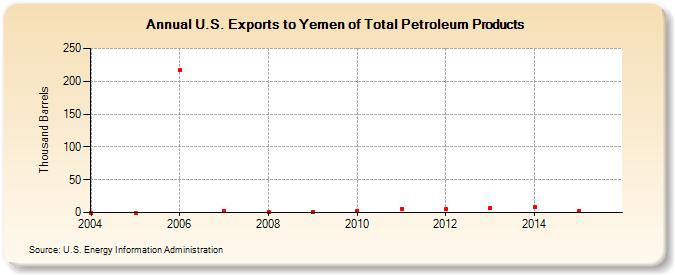 Annual U.S. Exports to Yemen of Total Petroleum Products
Thousand Barrels
250
200
150
100
50
0
2004 2006 2008 2010 2012 2014
Source: U.S. Energy Information Administration